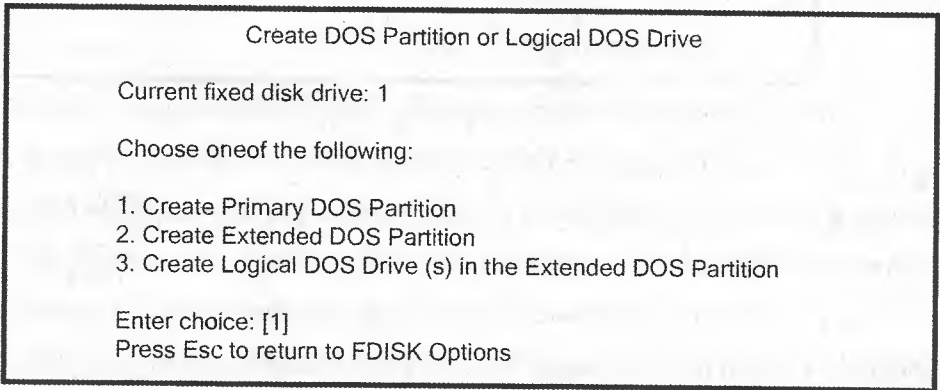 Create DOS Partition or Logical DOS Drive
Current fixed disk drive: 1
Choose oneof the following:
1. Create Primary DOS Partition
2. Create Extended DOS Partition
3. Create Logical DOS Drive (s) in the Extended DOS Partition
Enter choice: [1]
Press Esc to return to FDISK Options